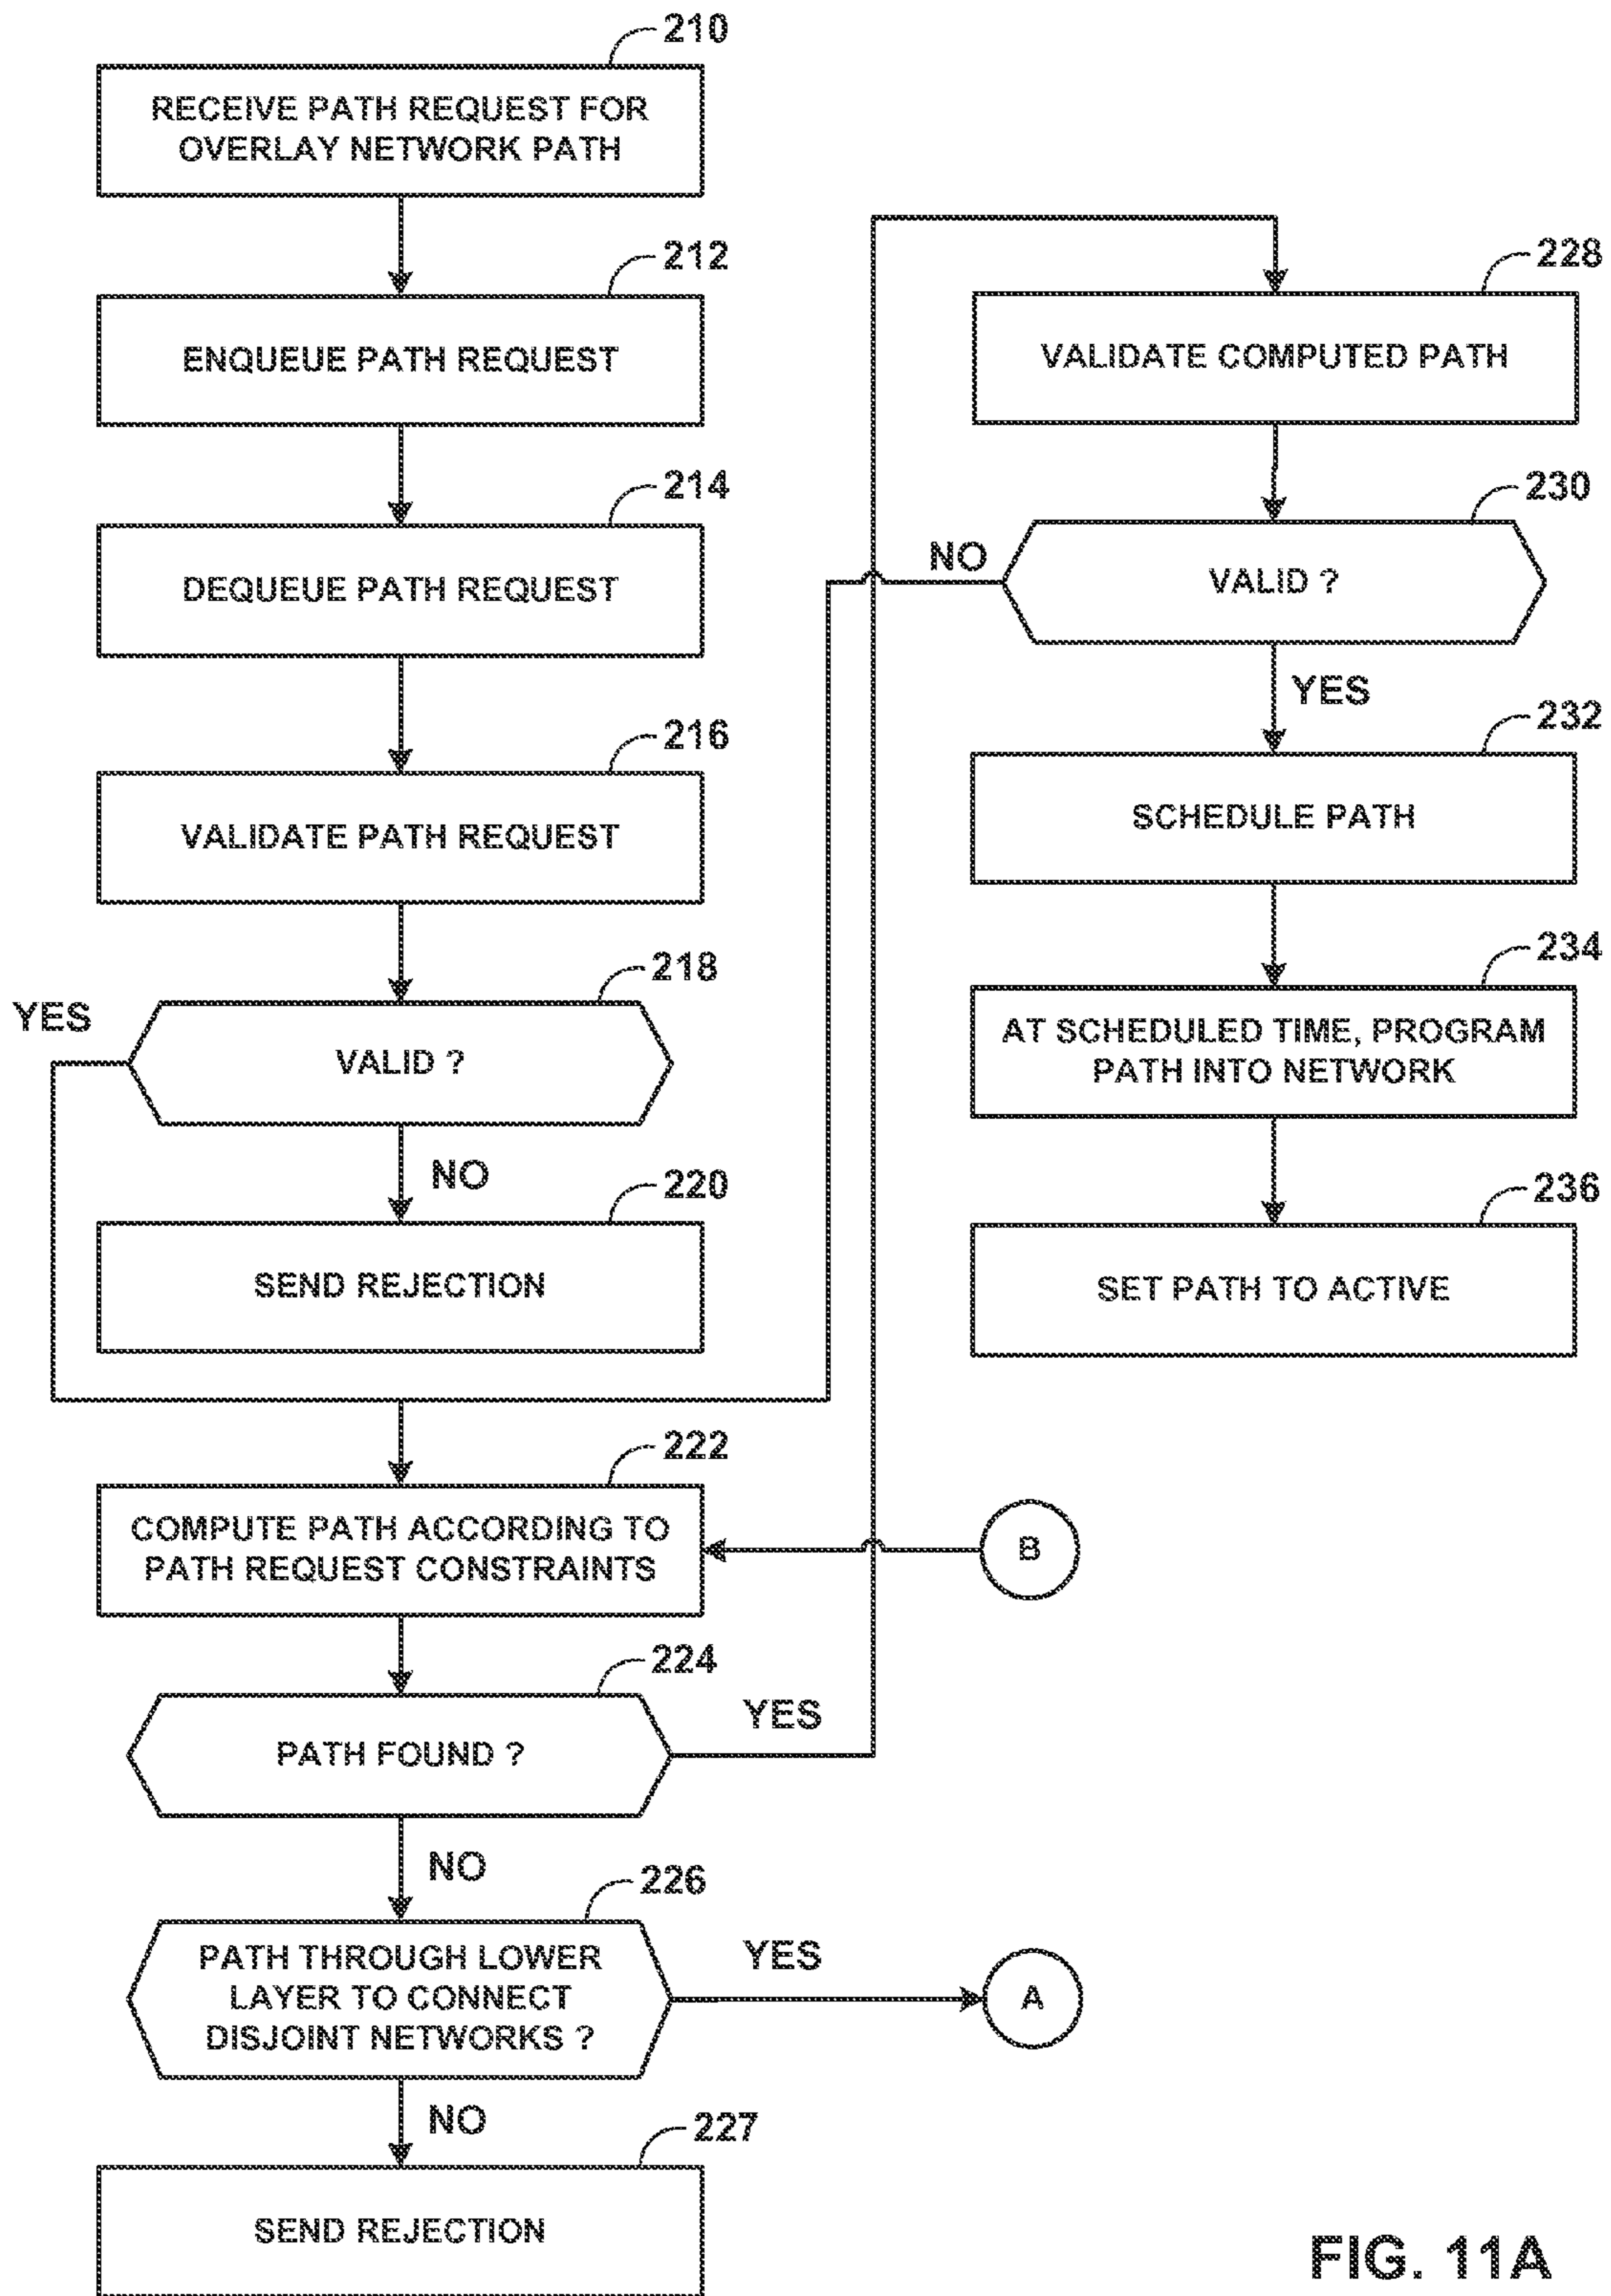 210
RECEIVE PATH REQUEST FOR
OVERLAY NETWORK PATH
212
ENQUEUE PATH REQUEST
214
DEQUEUE PATH REQUEST
216
VALIDATE PATH REQUEST
218
YES
VALID ?
NO
220
SEND REJECTION
222
COMPUTE PATH ACCORDING TO
PATH REQUEST CONSTRAINTS
B
224
PATH FOUND ?
YES
NO
226
PATH THROUGH LOWER
LAYER TO CONNECT
DISJOINT NETWORKS ?
YES
A
NO
227
SEND REJECTION
228
VALIDATE COMPUTED PATH
230
NO
VALID ?
YES
232
SCHEDULE PATH
234
AT SCHEDULED TIME, PROGRAM
PATH INTO NETWORK
236
SET PATH TO ACTIVE
FIG. 11A